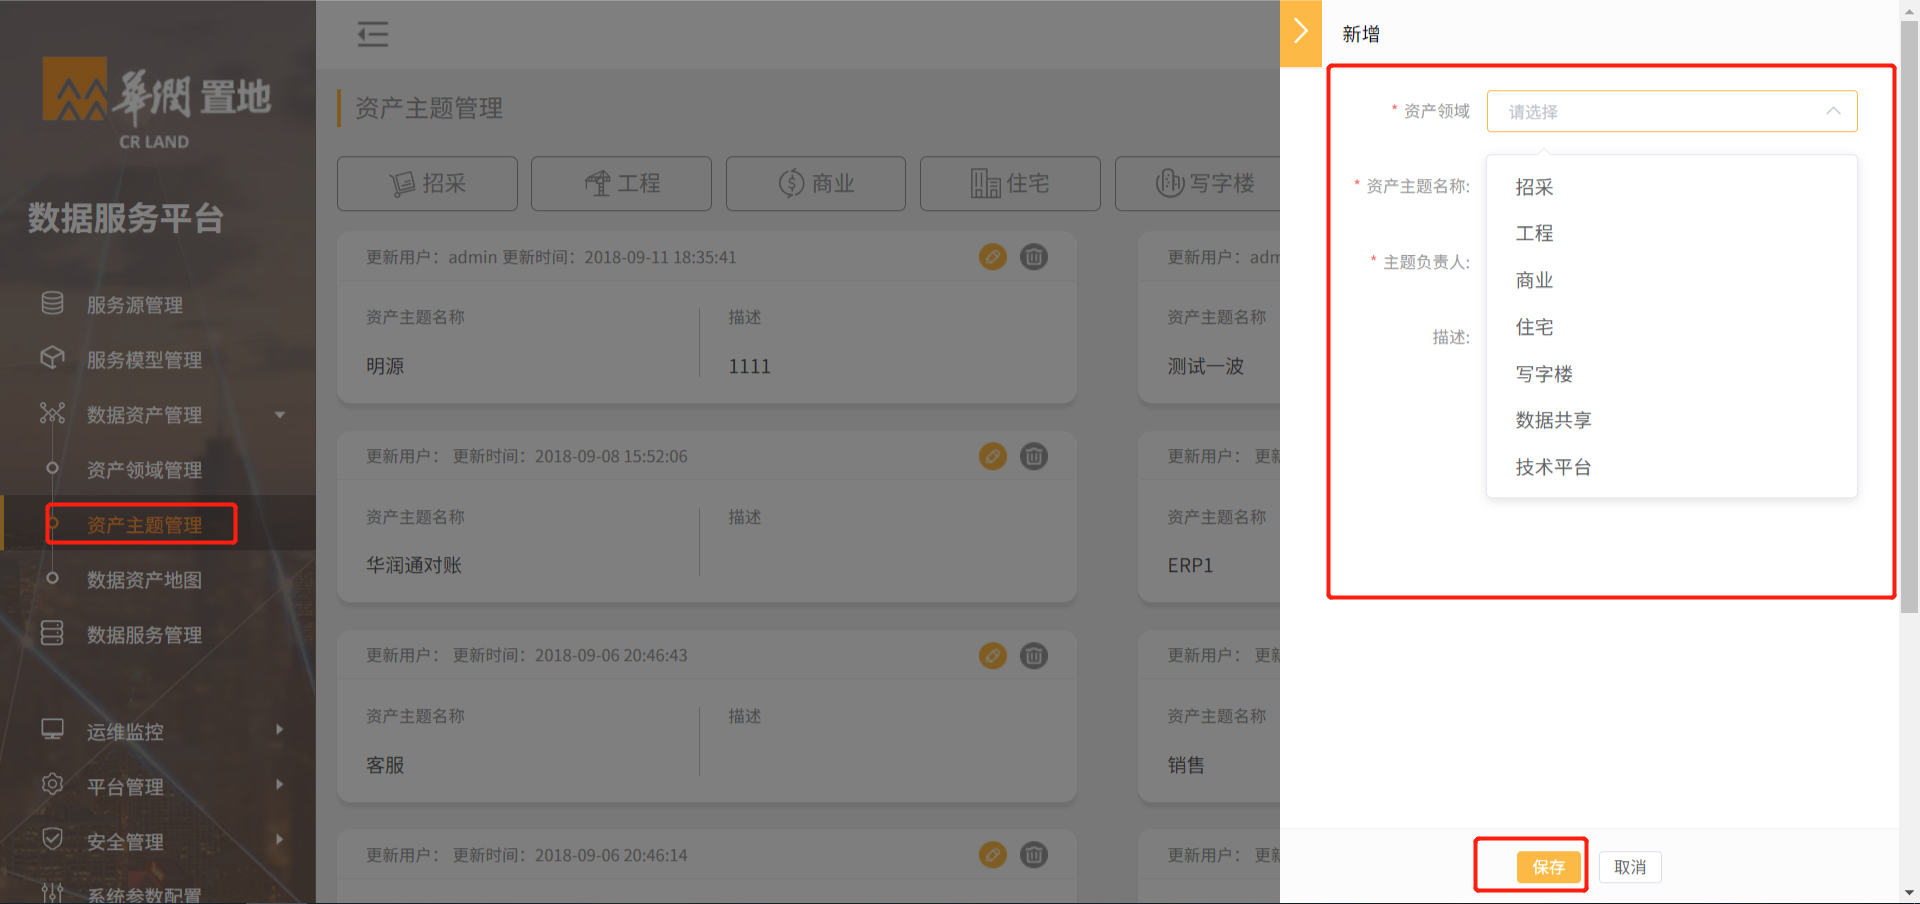 華潤置地
CR LAND
数据服务平台
服务源管理
服务模型管理
数据资产管理
资产领域管理
资产主题管理
数据资产地图
数据服务管理
运维监控
平台管理
安全管理
系统参数配置
资产主题管理
招采
工程
商业
住宅
写字楼
更新用户：admin 更新时间：2018-09-11 18:35:41
资产主题名称
描述
明源
1111
更新用户：adm
资产主题名称
测试一波
更新用户： 更新时间：2018-09-08 15:52:06
资产主题名称
描述
华润通对账
更新用户： 更新
资产主题名称
ERP1
更新用户： 更新时间：2018-09-06 20:46:43
资产主题名称
描述
客服
更新用户： 更新
资产主题名称
销售
更新用户： 更新时间：2018-09-06 20:46:14
更新用户： 更新
新增
* 资产领域
请选择
* 资产主题名称:
* 主题负责人:
描述:
招采
工程
商业
住宅
写字楼
数据共享
技术平台
保存
取消